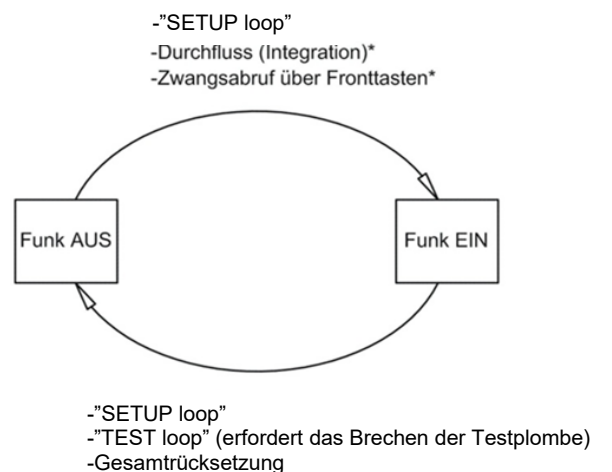 -”SETUP loop”
-Durchfluss (Integration)*
-Zwangsabruf über Fronttasten*
Funk AUS
Funk EIN
-”SETUP loop”
-”TEST loop” (erfordert das Brechen der Testplombe)
-Gesamtrücksetzung